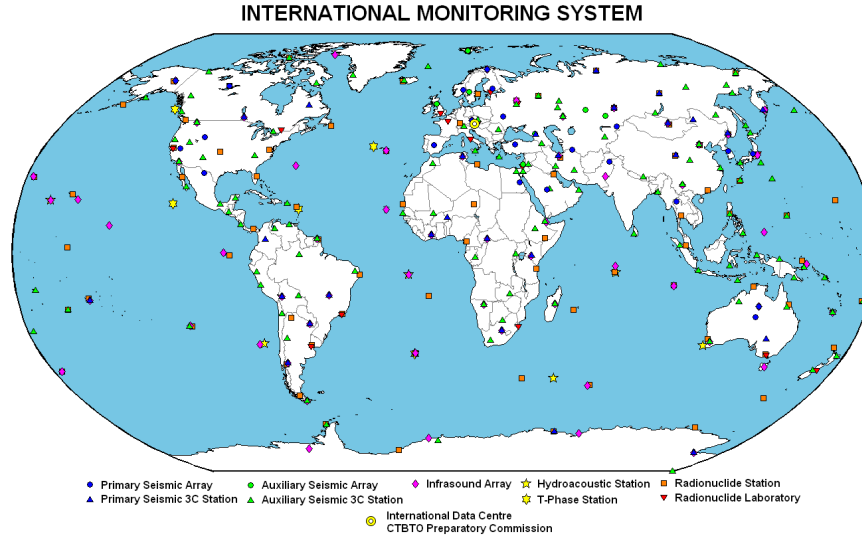 INTERNATIONAL MONITORING SYSTEM
Primary Seismic Array
Auxiliary Seismic Array
Infrasound Array
Hydroacoustic Station
Radionuclide Station
Primary Seismic 3C Station
Auxiliary Seismic 3C Station
T-Phase Station
Radionuclide Laboratory
International Data Centre
CTBTO Preparatory Commission